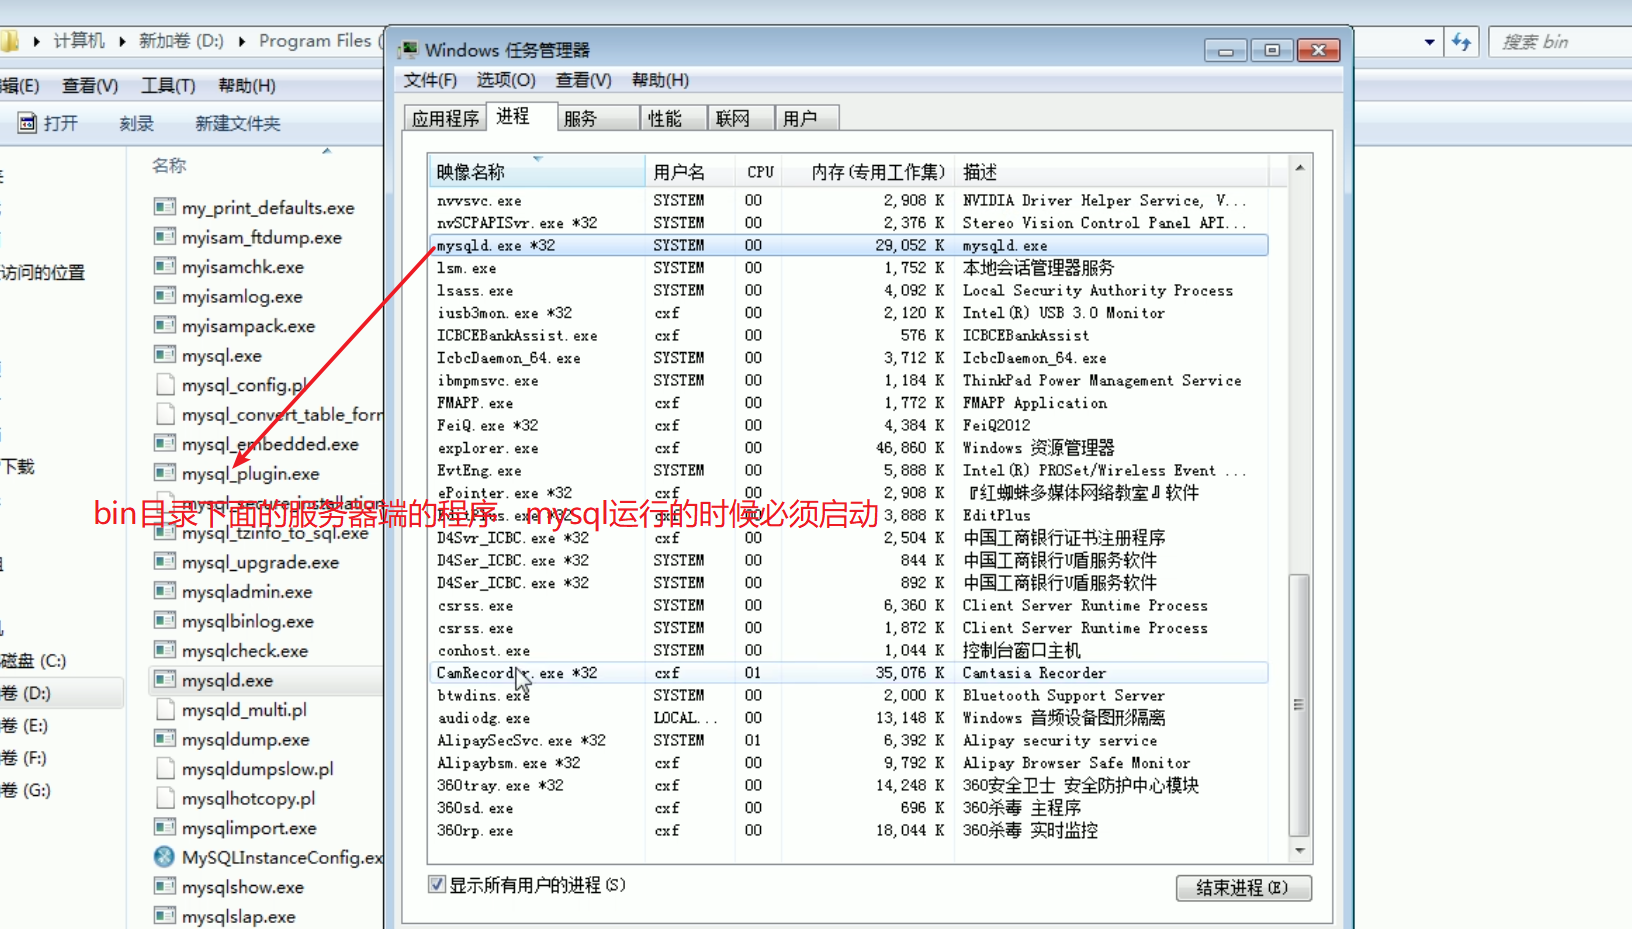 计算机 新加卷 (D:) Program Files (
搜索 bin
辑(E) 查看(V) 工具(T) 帮助(H)
打开 刻录 新建文件夹
名称
my_print_defaults.exe
myisam_ftdump.exe
myisamchk.exe
myisamlog.exe
myisampack.exe
mysql.exe
mysql_config.pl
mysql_convert_table_form
mysql_embedded.exe
mysql_plugin.exe
mysql_secure_installation
mysql_tzinfo_to_sql.exe
mysql_upgrade.exe
mysqladmin.exe
mysqlbinlog.exe
mysqlcheck.exe
mysqld.exe
mysqld_multi.pl
mysqldump.exe
mysqldumpslow.pl
mysqlhotcopy.pl
mysqlimport.exe
MySQLInstanceConfig.ex
mysqlshow.exe
mysqlslap.exe
访问的位置
下载
磁盘 (C:)
卷 (D:)
卷 (E:)
卷 (F:)
卷 (G:)
bin目录下面的服务器端的程序 mysql运行的时候必须启动
Windows 任务管理器
文件(F) 选项(O) 查看(V) 帮助(H)
应用程序 进程 服务 性能 联网 用户
映像名称 用户名 CPU 内存(专用工作集) 描述
nvvsvc.exe SYSTEM 00 2,908 K NVIDIA Driver Helper Service, V...
nvSCPAPISvr.exe *32 SYSTEM 00 2,376 K Stereo Vision Control Panel API...
mysqld.exe *32 SYSTEM 00 29,052 K mysqld.exe
lsm.exe SYSTEM 00 1,752 K 本地会话管理器服务
lsass.exe SYSTEM 00 4,092 K Local Security Authority Process
iusb3mon.exe *32 cxf 00 2,120 K Intel(R) USB 3.0 Monitor
ICBCEBankAssist.exe cxf 00 576 K ICBCEBankAssist
IcbcDaemon_64.exe SYSTEM 00 3,712 K IcbcDaemon_64.exe
ibmpmsvc.exe SYSTEM 00 1,184 K ThinkPad Power Management Service
FMAPP.exe cxf 00 1,772 K FMAPP Application
FeiQ.exe *32 cxf 00 4,384 K FeiQ2012
explorer.exe cxf 00 46,860 K Windows 资源管理器
EvtEng.exe SYSTEM 00 5,888 K Intel(R) PROSet/Wireless Event ...
ePointer.exe *32 cxf 00 2,908 K 『红蜘蛛多媒体网络教室』软件
EditPlus.exe *32 cxf 00 3,888 K EditPlus
D4Svr_ICBC.exe *32 cxf 00 2,504 K 中国工商银行证书注册程序
D4Ser_ICBC.exe *32 SYSTEM 00 844 K 中国工商银行U盾服务软件
D4Ser_ICBC.exe *32 SYSTEM 00 892 K 中国工商银行U盾服务软件
csrss.exe SYSTEM 00 6,360 K Client Server Runtime Process
csrss.exe SYSTEM 00 1,872 K Client Server Runtime Process
conhost.exe SYSTEM 00 1,044 K 控制台窗口主机
CamRecorder.exe *32 cxf 01 35,076 K Camtasia Recorder
btwdins.exe SYSTEM 00 2,000 K Bluetooth Support Server
audiodg.exe LOCAL... 00 13,148 K Windows 音频设备图形隔离
AlipaySecSvc.exe *32 SYSTEM 01 6,392 K Alipay security service
Alipaybsm.exe *32 cxf 00 9,792 K Alipay Browser Safe Monitor
360tray.exe *32 cxf 00 14,248 K 360安全卫士 安全防护中心模块
360sd.exe cxf 00 696 K 360杀毒 主程序
360rp.exe cxf 00 18,044 K 360杀毒 实时监控
显示所有用户的进程(S)
结束进程(E)